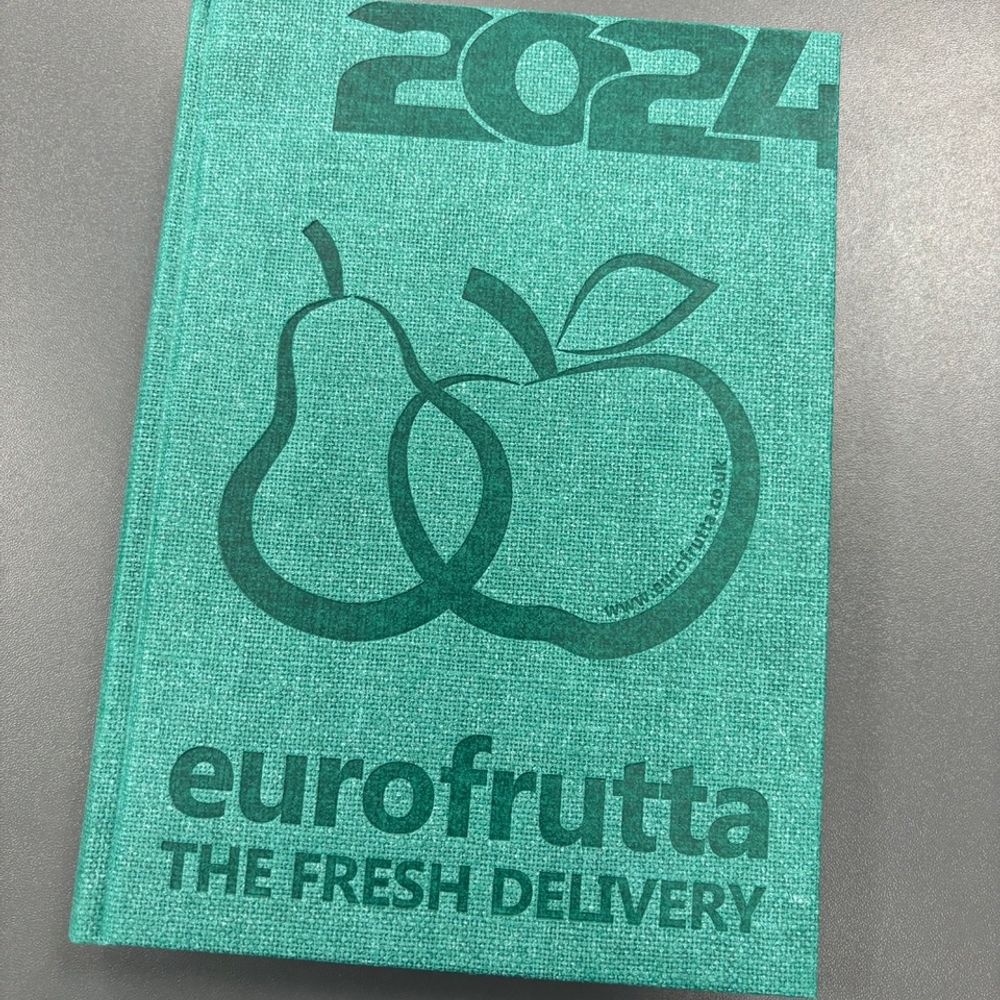 2024
www.eurofrutta.co.uk
eurofrutta
THE FRESH DELIVERY